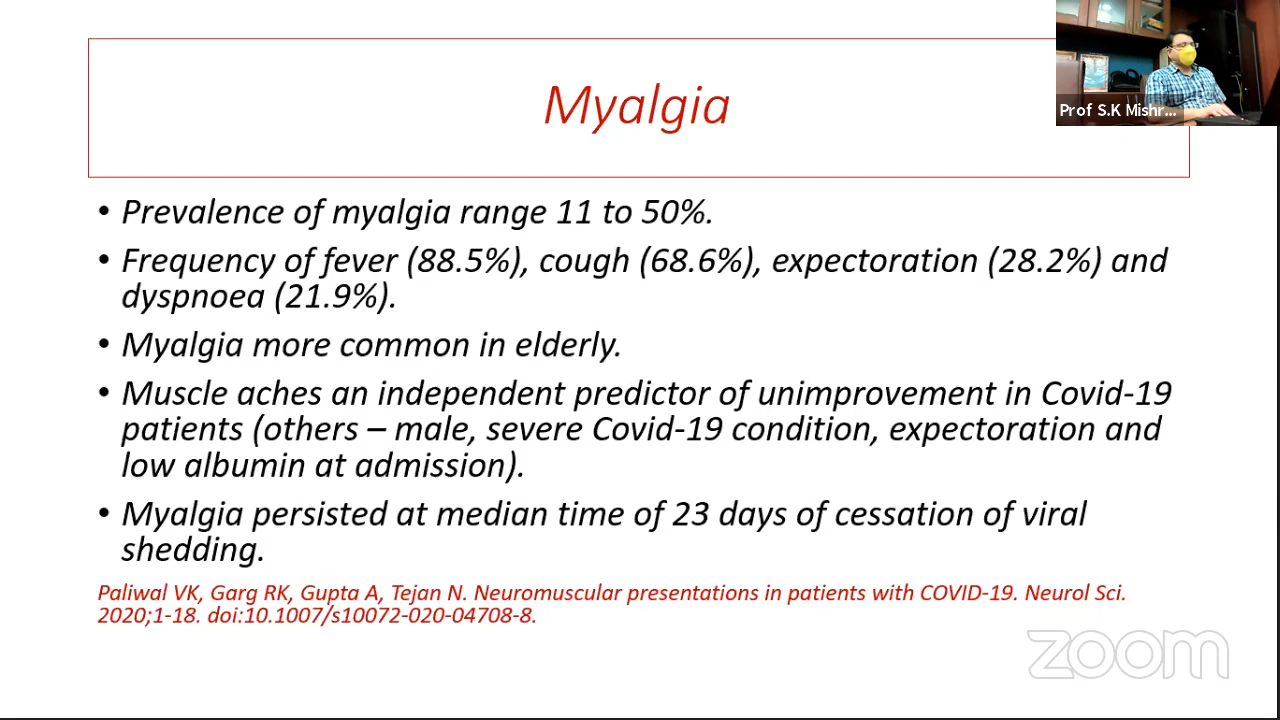 Myalgia
Prof S.K Mishr...
• Prevalence of myalgia range 11 to 50%.
• Frequency of fever (88.5%), cough (68.6%), expectoration (28.2%) and
dyspnoea (21.9%).
• Myalgia more common in elderly.
• Muscle aches an independent predictor of unimprovement in Covid-19
patients (others – male, severe Covid-19 condition, expectoration and
low albumin at admission).
• Myalgia persisted at median time of 23 days of cessation of viral
shedding.
Paliwal VK, Garg RK, Gupta A, Tejan N. Neuromuscular presentations in patients with COVID-19. Neurol Sci.
2020;1-18. doi:10.1007/s10072-020-04708-8.
zoom